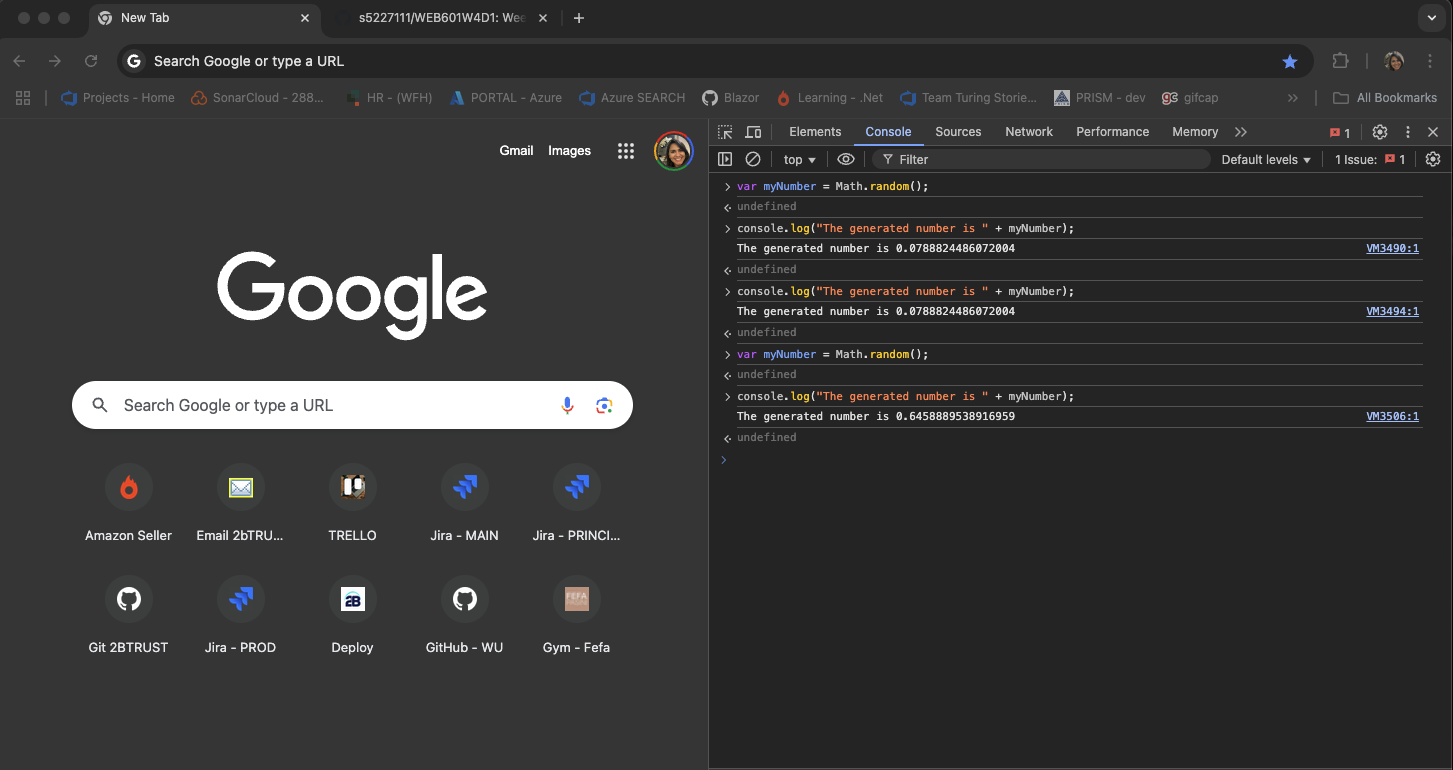 New Tab
s5227111/WEB601W4D1: Wee
Search Google or type a URL
Projects - Home
SonarCloud - 288...
HR - (WFH)
PORTAL - Azure
Azure SEARCH
Blazor
Learning - .Net
Team Turing Storie...
PRISM - dev
gifcap
All Bookmarks
Gmail
Images
Google
Search Google or type a URL
Amazon Seller
Email 2bTRU...
TRELLO
Jira - MAIN
Jira - PRINCI...
Git 2BTRUST
Jira - PROD
2B
Deploy
GitHub - WU
FEFA
Gym - Fefa
Elements
Console
Sources
Network
Performance
Memory
1
top
Filter
Default levels
1 Issue: 1
var myNumber = Math.random();
undefined
console.log("The generated number is " + myNumber);
The generated number is 0.0788824486072004 VM3490:1
undefined
console.log("The generated number is " + myNumber);
The generated number is 0.0788824486072004 VM3494:1
undefined
var myNumber = Math.random();
undefined
console.log("The generated number is " + myNumber);
The generated number is 0.6458889538916959 VM3506:1
undefined